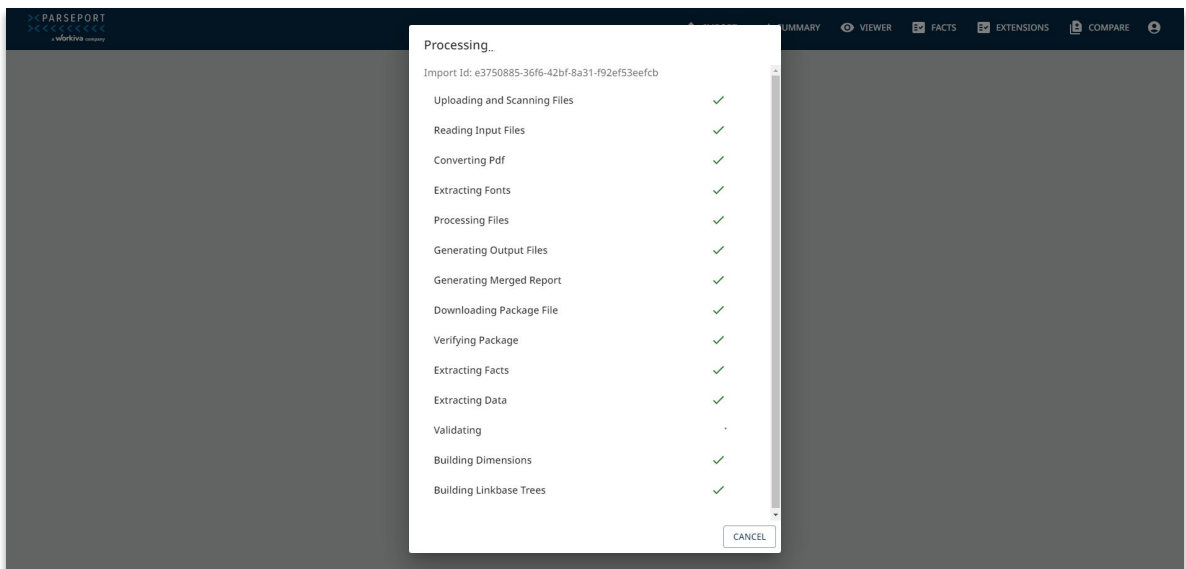 PARSEPORT
a workiva company
SUMMARY
VIEWER
FACTS
EXTENSIONS
COMPARE
Processing..
Import Id: e3750885-36f6-42bf-8a31-f92ef53eefcb
Uploading and Scanning Files
Reading Input Files
Converting Pdf
Extracting Fonts
Processing Files
Generating Output Files
Generating Merged Report
Downloading Package File
Verifying Package
Extracting Facts
Extracting Data
Validating
Building Dimensions
Building Linkbase Trees
CANCEL